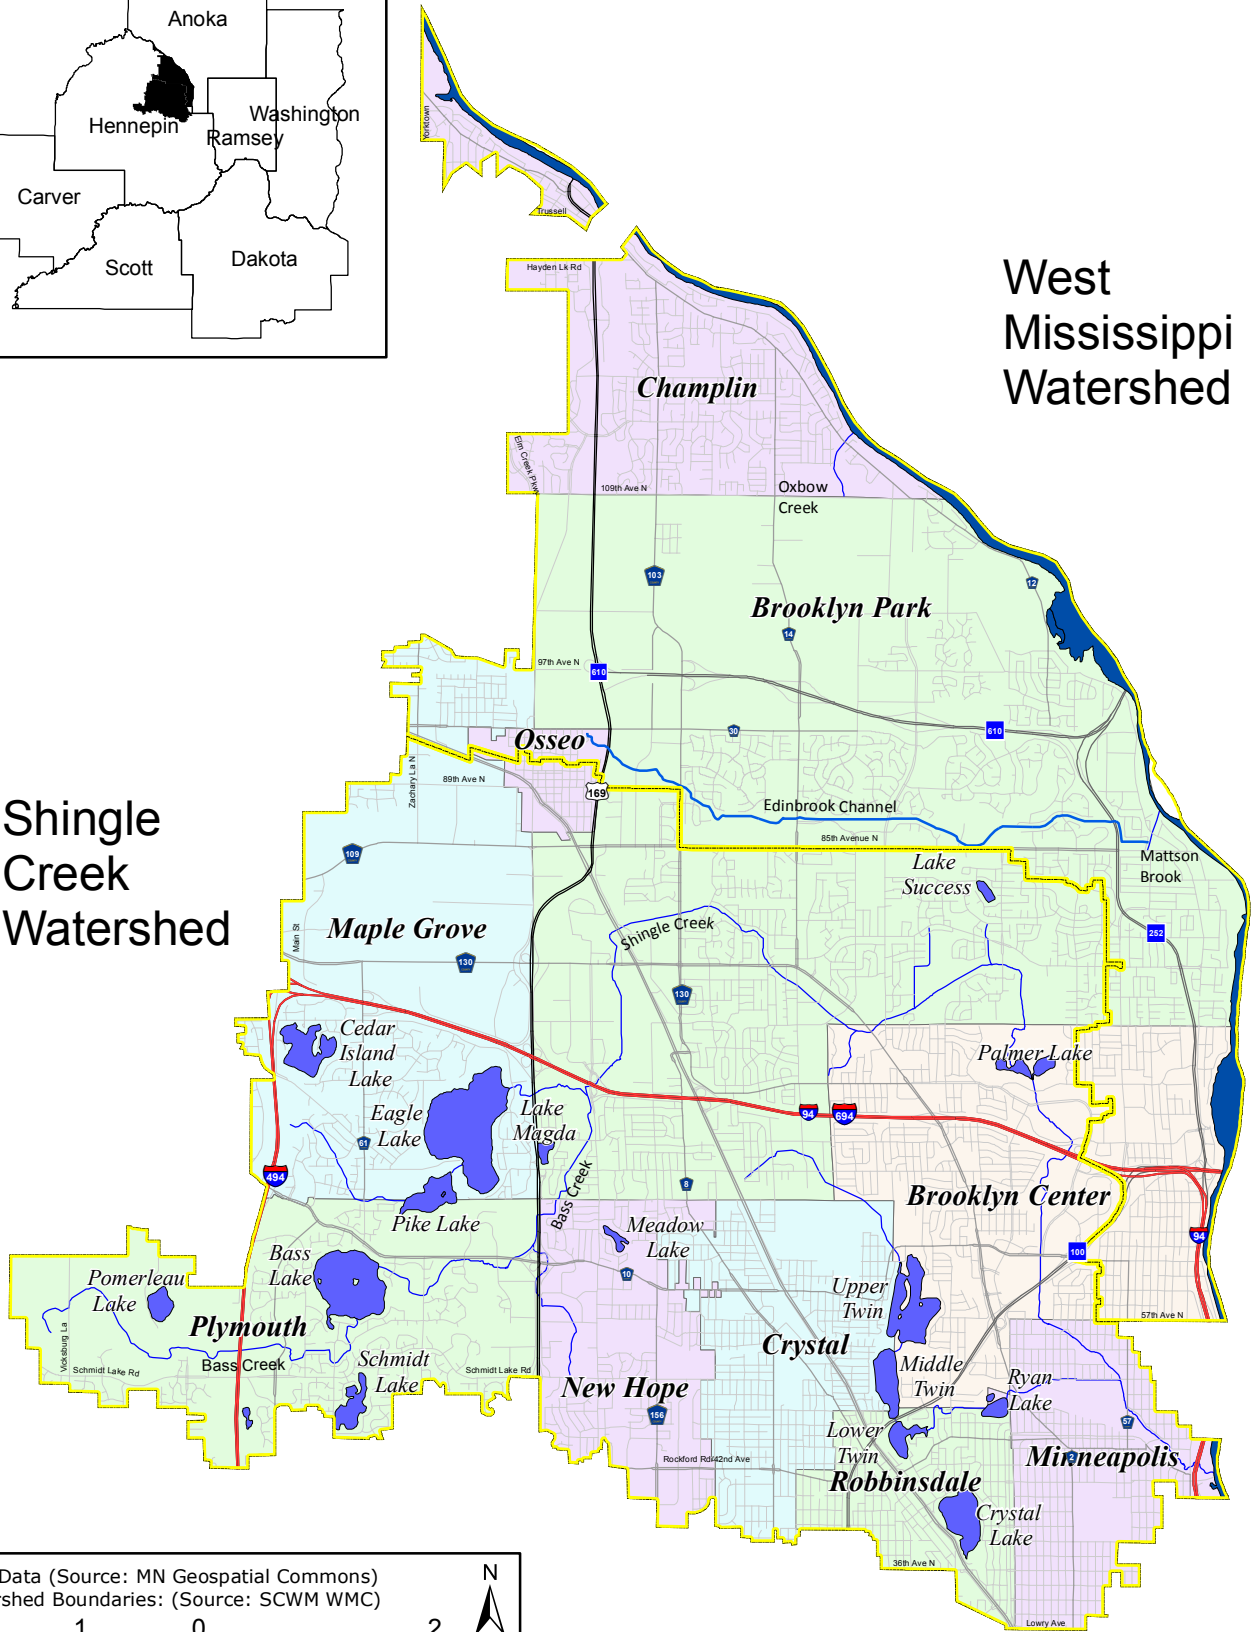 Anoka
Hennepin
Washington
Ramsey
Carver
Scott
Dakota
West
Mississippi
Watershed
Shingle
Creek
Watershed
Yorktown
Trussell
Hayden Lk Rd
Champlin
Elm Creek Pkwy
109th Ave N
Oxbow
Creek
103
12
Brooklyn Park
14
97th Ave N
610
610
30
Osseo
Zachary La N
89th Ave N
169
Edinbrook Channel
85th Avenue N
Mattson
Brook
109
Lake
Success
Main St
Maple Grove
Shingle Creek
252
130
130
Cedar
Island
Lake
Palmer Lake
Eagle
Lake
Lake
Magda
94
694
61
494
8
Bass Creek
Brooklyn Center
Pike Lake
Meadow
Lake
94
100
Bass
Lake
10
Pomerleau
Lake
Upper
Twin
57th Ave N
Plymouth
Vicksburg La
Crystal
Bass Creek
Schmidt Lake Rd
Schmidt
Lake
Schmidt Lake Rd
Middle
Twin
Ryan
Lake
New Hope
156
57
Lower
Twin
Rockford Rd/42nd Ave
2
Minneapolis
Robbinsdale
Crystal
Lake
36th Ave N
Lowry Ave
Data (Source: MN Geospatial Commons)
rshed Boundaries: (Source: SCWM WMC)
N
1 0 2